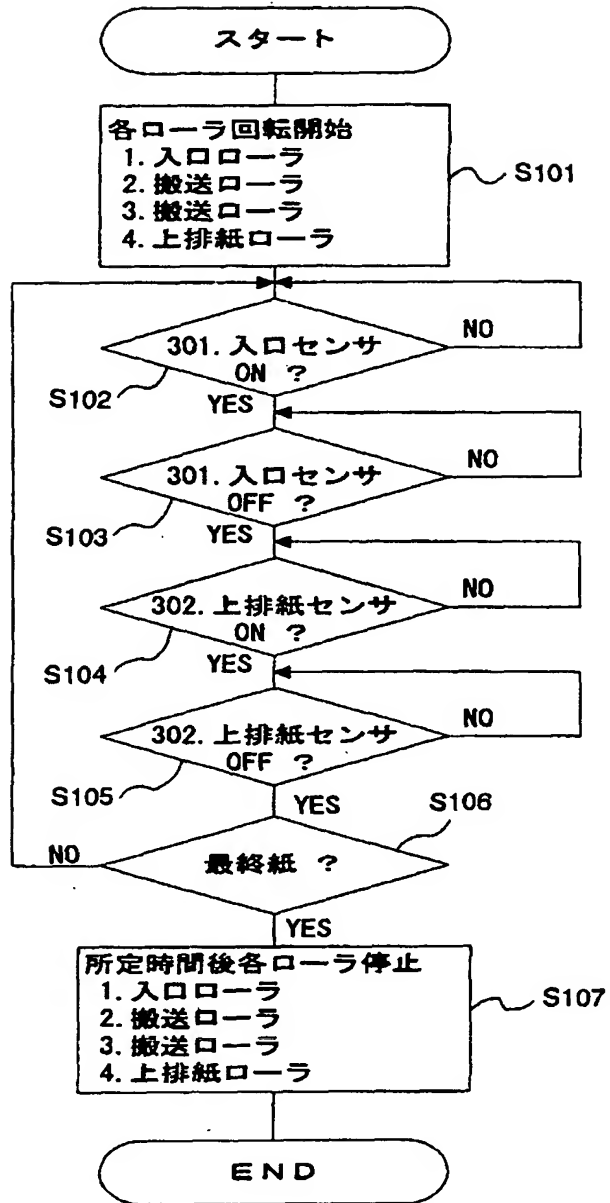 スタート
各ローラ回転開始
1. 入口ローラ
2. 搬送ローラ
3. 搬送ローラ
4. 上排紙ローラ
S101
301. 入口センサ
ON ?
NO
S102
YES
301. 入口センサ
OFF ?
NO
S103
YES
302. 上排紙センサ
ON ?
NO
S104
YES
302. 上排紙センサ
OFF ?
NO
S105
YES
S106
NO
最終紙 ?
YES
所定時間後各ローラ停止
1. 入口ローラ
2. 搬送ローラ
3. 搬送ローラ
4. 上排紙ローラ
S107
END